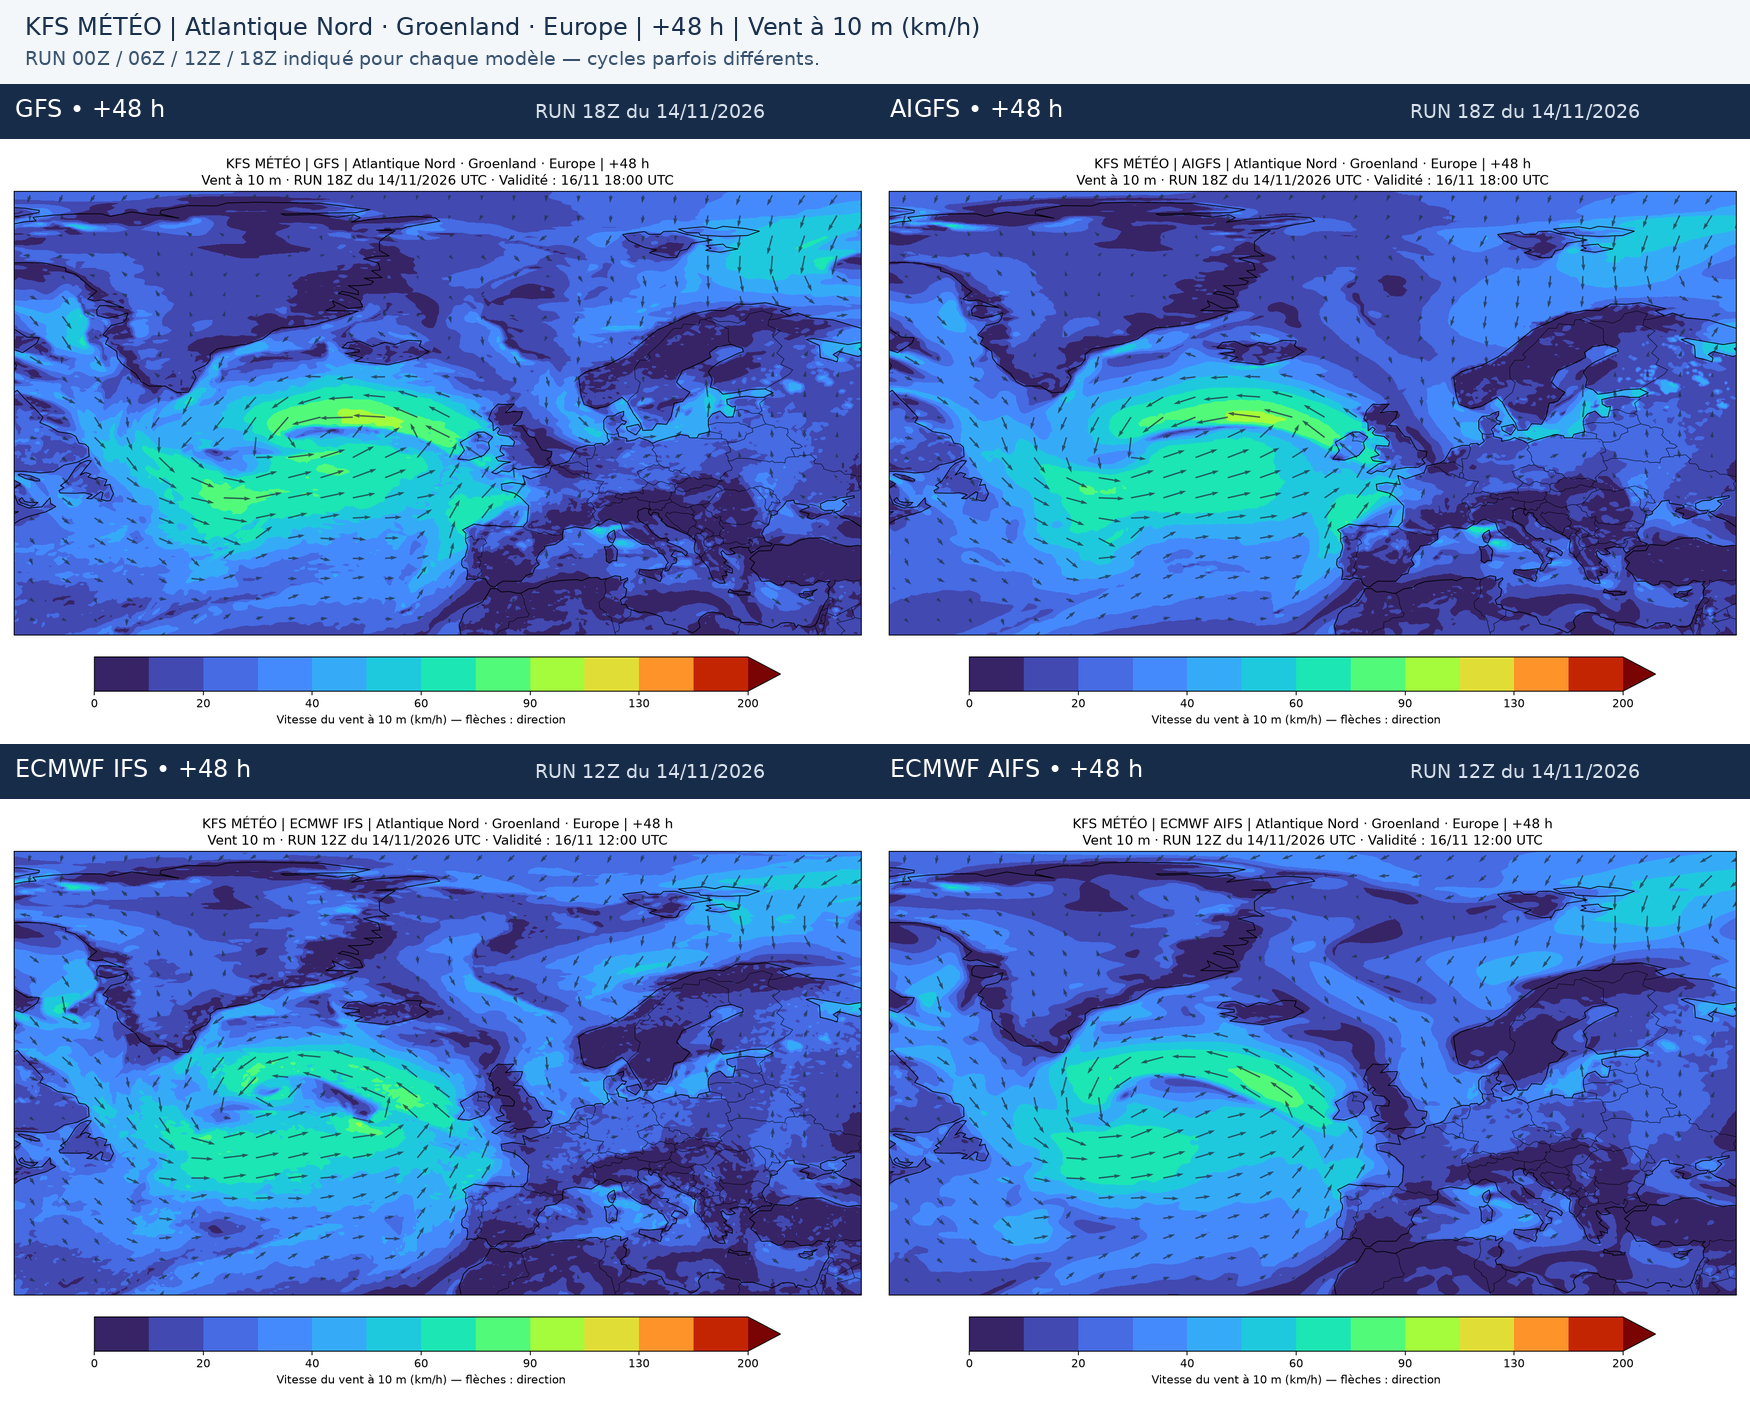 KFS MÉTÉO | Atlantique Nord · Groenland · Europe | +48 h | Vent à 10 m (km/h)
RUN 00Z / 06Z / 12Z / 18Z indiqué pour chaque modèle — cycles parfois différents.
GFS • +48 h
RUN 18Z du 14/11/2026
KFS MÉTÉO | GFS | Atlantique Nord · Groenland · Europe | +48 h
Vent à 10 m · RUN 18Z du 14/11/2026 UTC · Validité : 16/11 18:00 UTC
0 20 40 60 90 130 200
Vitesse du vent à 10 m (km/h) — flèches : direction
AIGFS • +48 h
RUN 18Z du 14/11/2026
KFS MÉTÉO | AIGFS | Atlantique Nord · Groenland · Europe | +48 h
Vent à 10 m · RUN 18Z du 14/11/2026 UTC · Validité : 16/11 18:00 UTC
0 20 40 60 90 130 200
Vitesse du vent à 10 m (km/h) — flèches : direction
ECMWF IFS • +48 h
RUN 12Z du 14/11/2026
KFS MÉTÉO | ECMWF IFS | Atlantique Nord · Groenland · Europe | +48 h
Vent 10 m · RUN 12Z du 14/11/2026 UTC · Validité : 16/11 12:00 UTC
0 20 40 60 90 130 200
Vitesse du vent à 10 m (km/h) — flèches : direction
ECMWF AIFS • +48 h
RUN 12Z du 14/11/2026
KFS MÉTÉO | ECMWF AIFS | Atlantique Nord · Groenland · Europe | +48 h
Vent 10 m · RUN 12Z du 14/11/2026 UTC · Validité : 16/11 12:00 UTC
0 20 40 60 90 130 200
Vitesse du vent à 10 m (km/h) — flèches : direction